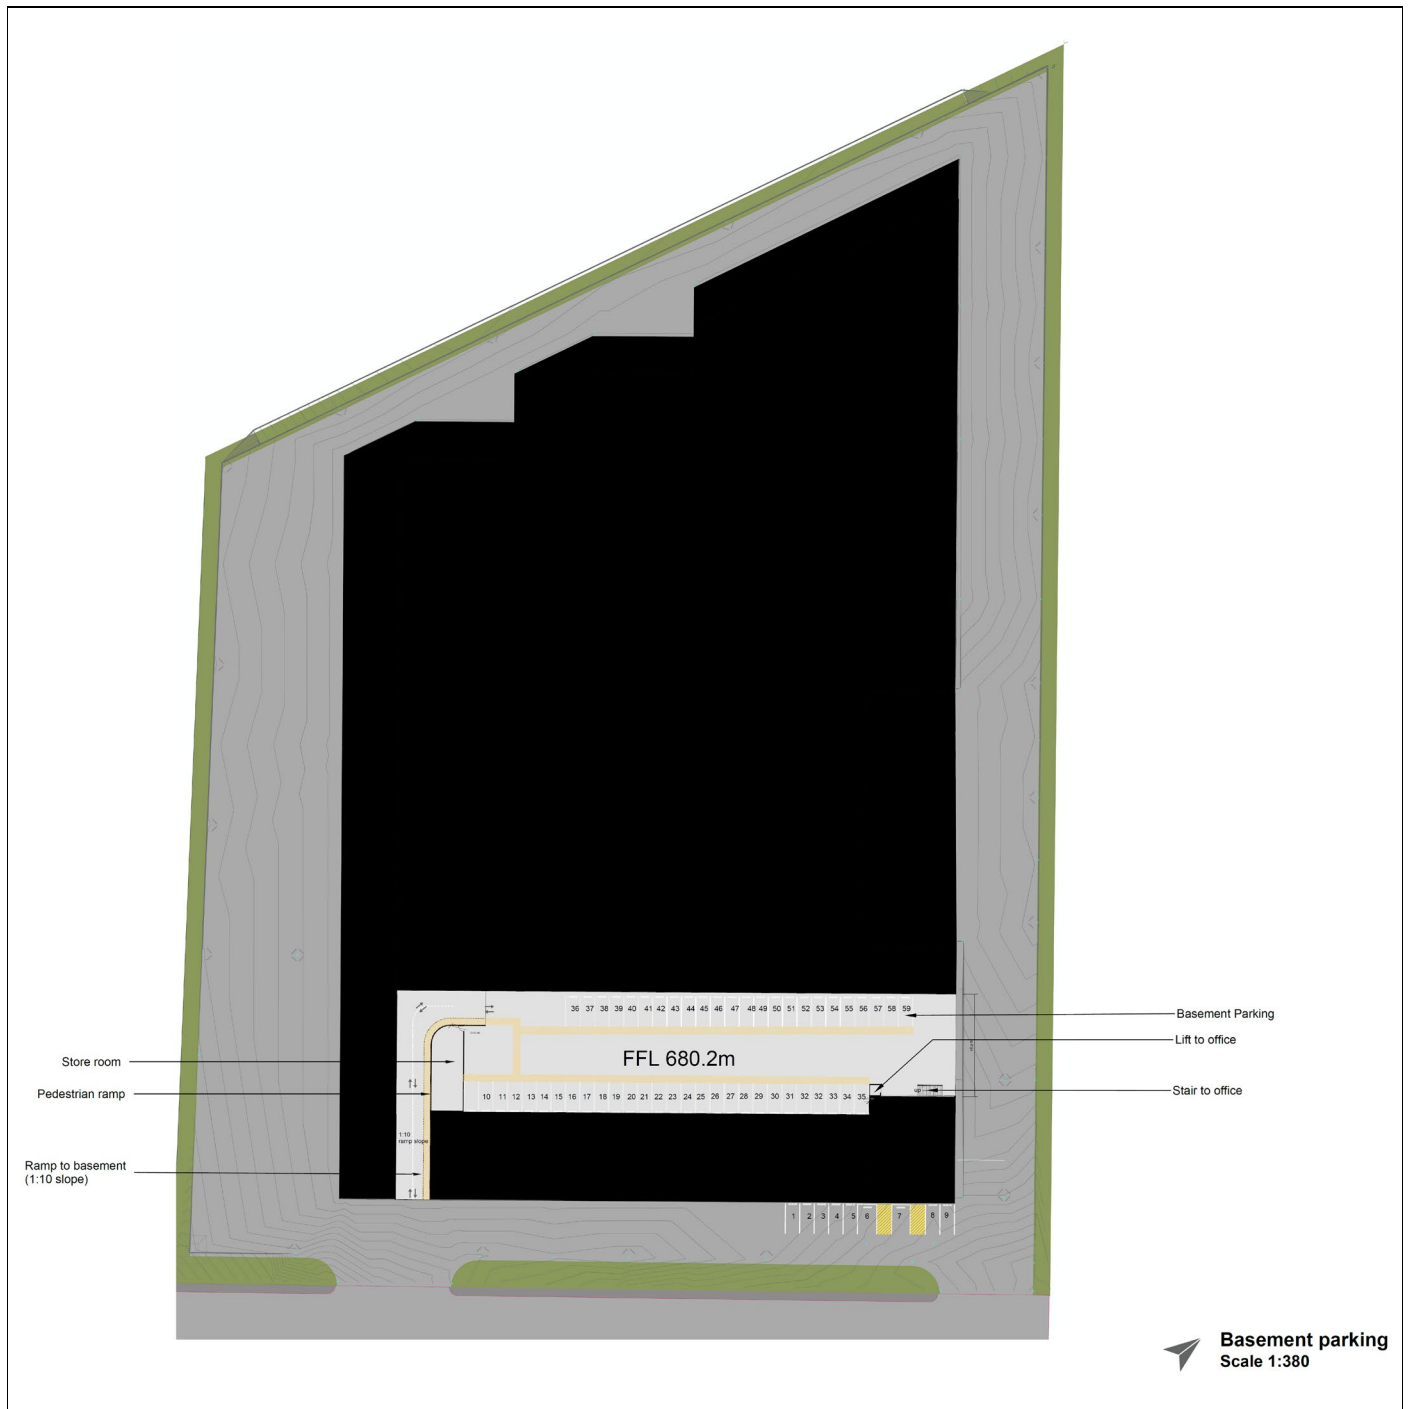 36 37 38 39 40 41 42 43 44 45 46 47 48 49 50 51 52 53 54 55 56 57 58 59
Basement Parking
Lift to office
Store room
FFL 680.2m
Pedestrian ramp
10 11 12 13 14 15 16 17 18 19 20 21 22 23 24 25 26 27 28 29 30 31 32 32 33 34 35
up
Stair to office
1:10
ramp slope
Ramp to basement
(1:10 slope)
1 2 3 4 5 6 7 8 9
Basement parking
Scale 1:380